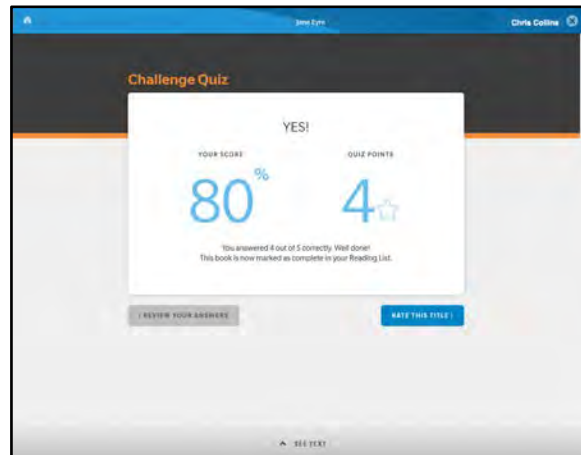 Jane Eyre
Chris Collins
Challenge Quiz
YES!
YOUR SCORE
QUIZ POINTS
80%
4
You answered 4 out of 5 correctly. Well done!
This book is now marked as complete in your Reading List.
REVIEW YOUR ANSWERS
RATE THIS TITLE
SEE TEXT